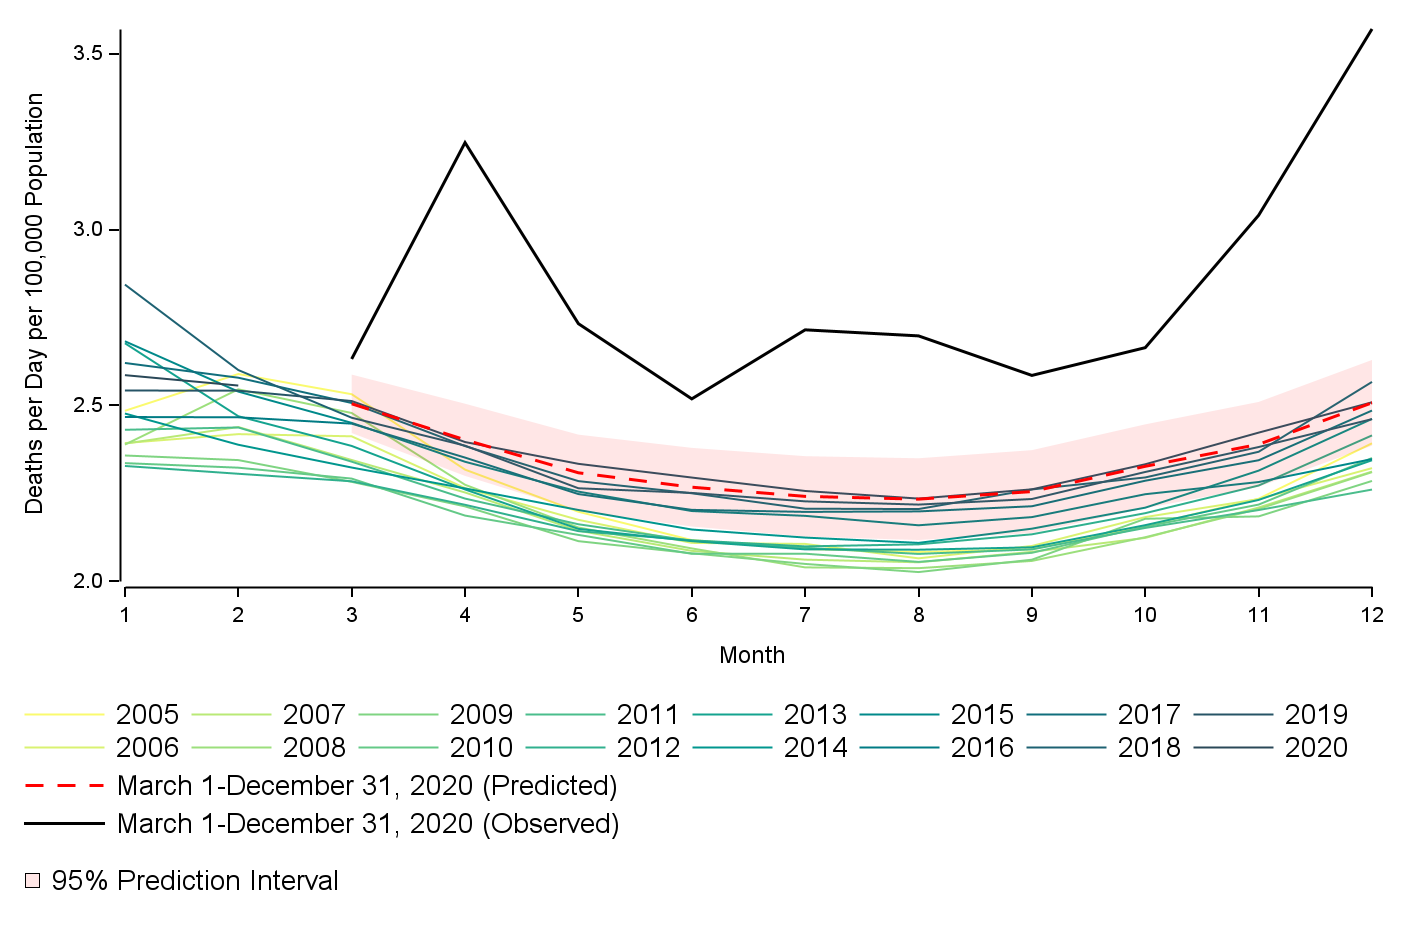 Deaths per Day per 100,000 Population
3.5
3.0
2.5
2.0
1 2 3 4 5 6 7 8 9 10 11 12
Month
2005 2007 2009 2011 2013 2015 2017 2019
2006 2008 2010 2012 2014 2016 2018 2020
March 1-December 31, 2020 (Predicted)
March 1-December 31, 2020 (Observed)
95% Prediction Interval